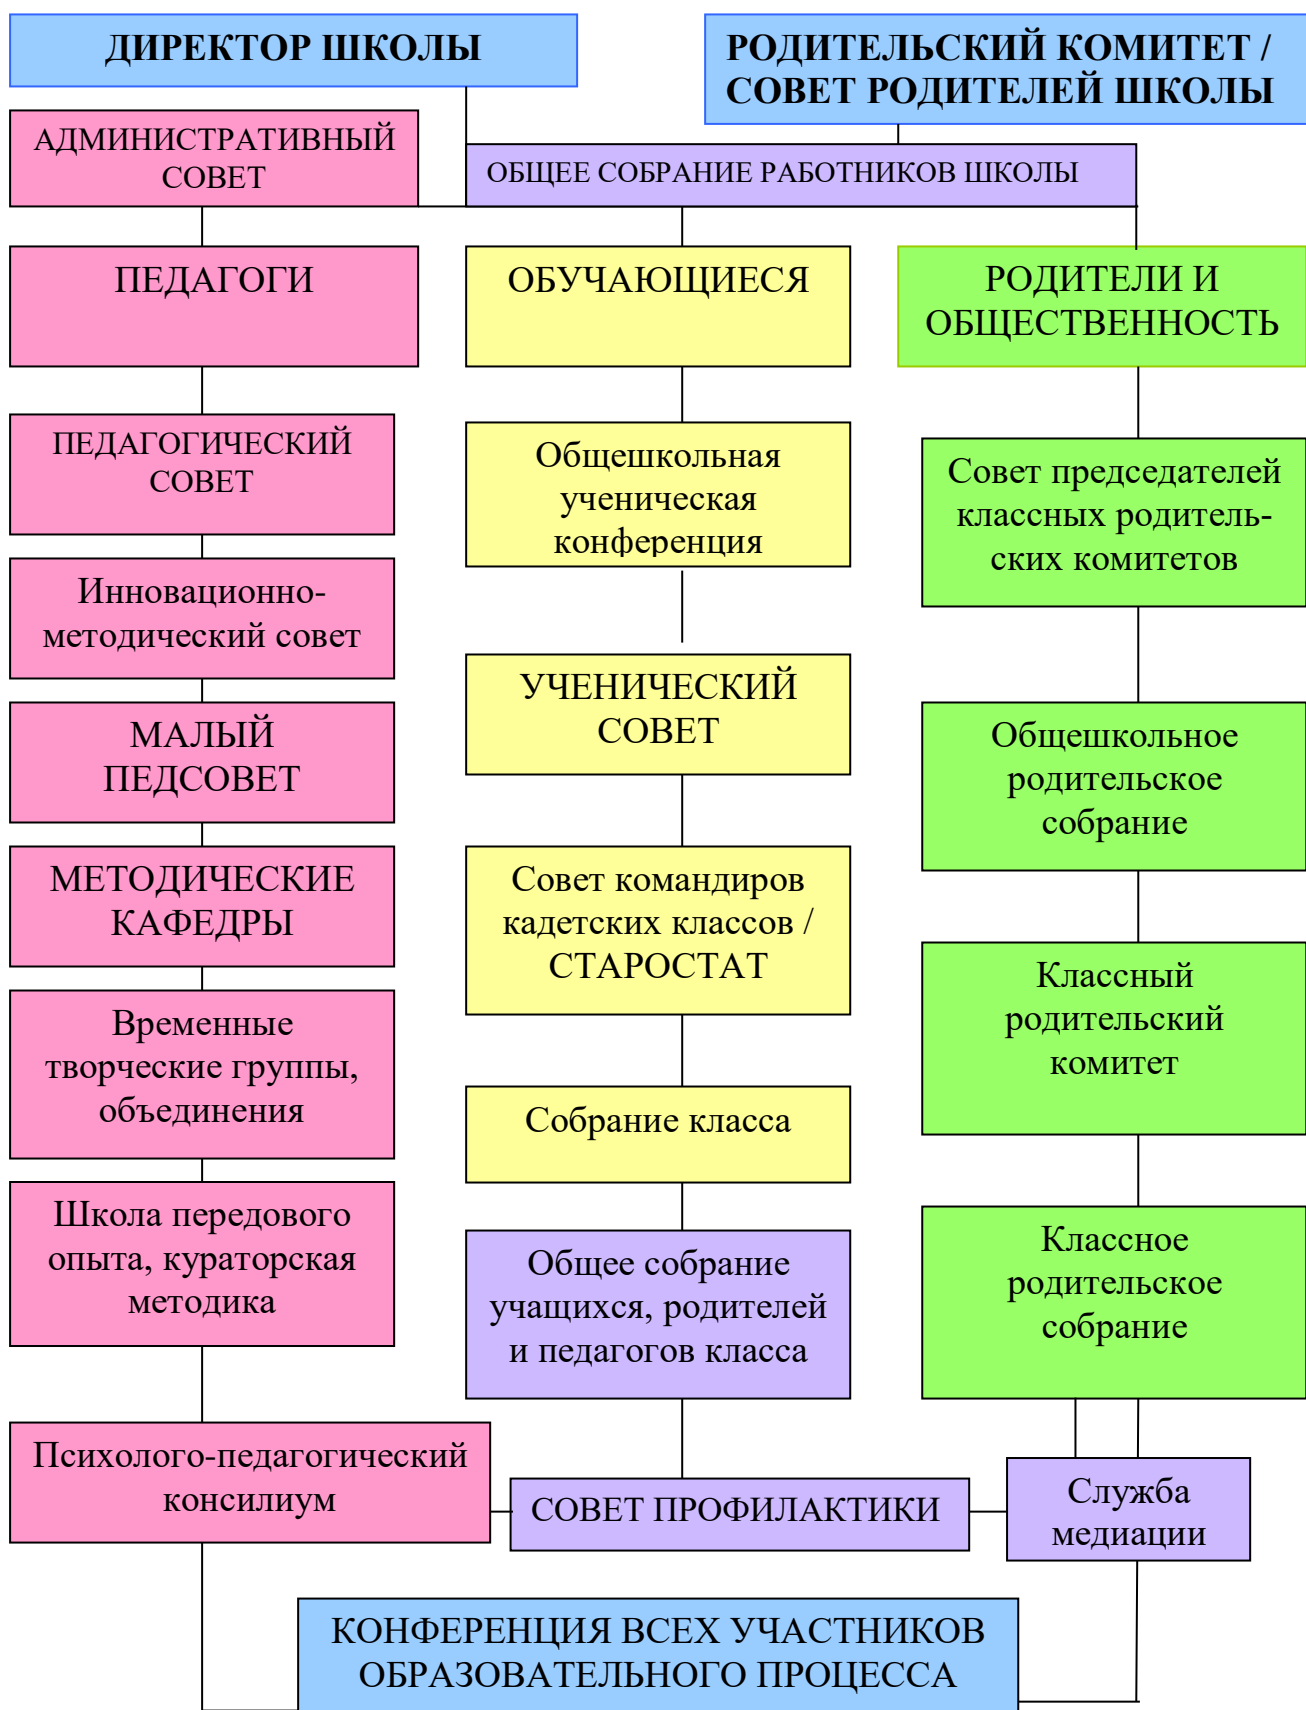 ДИРЕКТОР ШКОЛЫ
РОДИТЕЛЬСКИЙ КОМИТЕТ /
СОВЕТ РОДИТЕЛЕЙ ШКОЛЫ
АДМИНИСТРАТИВНЫЙ
СОВЕТ
ОБЩЕЕ СОБРАНИЕ РАБОТНИКОВ ШКОЛЫ
ПЕДАГОГИ
ОБУЧАЮЩИЕСЯ
РОДИТЕЛИ И
ОБЩЕСТВЕННОСТЬ
ПЕДАГОГИЧЕСКИЙ
СОВЕТ
Инновационно-
методический совет
МАЛЫЙ
ПЕДСОВЕТ
МЕТОДИЧЕСКИЕ
КАФЕДРЫ
Временные
творческие группы,
объединения
Школа передового
опыта, кураторская
методика
Психолого-педагогический
консилиум
Общешкольная
ученическая
конференция
УЧЕНИЧЕСКИЙ
СОВЕТ
Совет командиров
кадетских классов /
СТАРОСТАТ
Собрание класса
Общее собрание
учащихся, родителей
и педагогов класса
СОВЕТ ПРОФИЛАКТИКИ
Совет председателей
классных родитель-
ских комитетов
Общешкольное
родительское
собрание
Классный
родительский
комитет
Классное
родительское
собрание
Служба
медиации
КОНФЕРЕНЦИЯ ВСЕХ УЧАСТНИКОВ
ОБРАЗОВАТЕЛЬНОГО ПРОЦЕССА